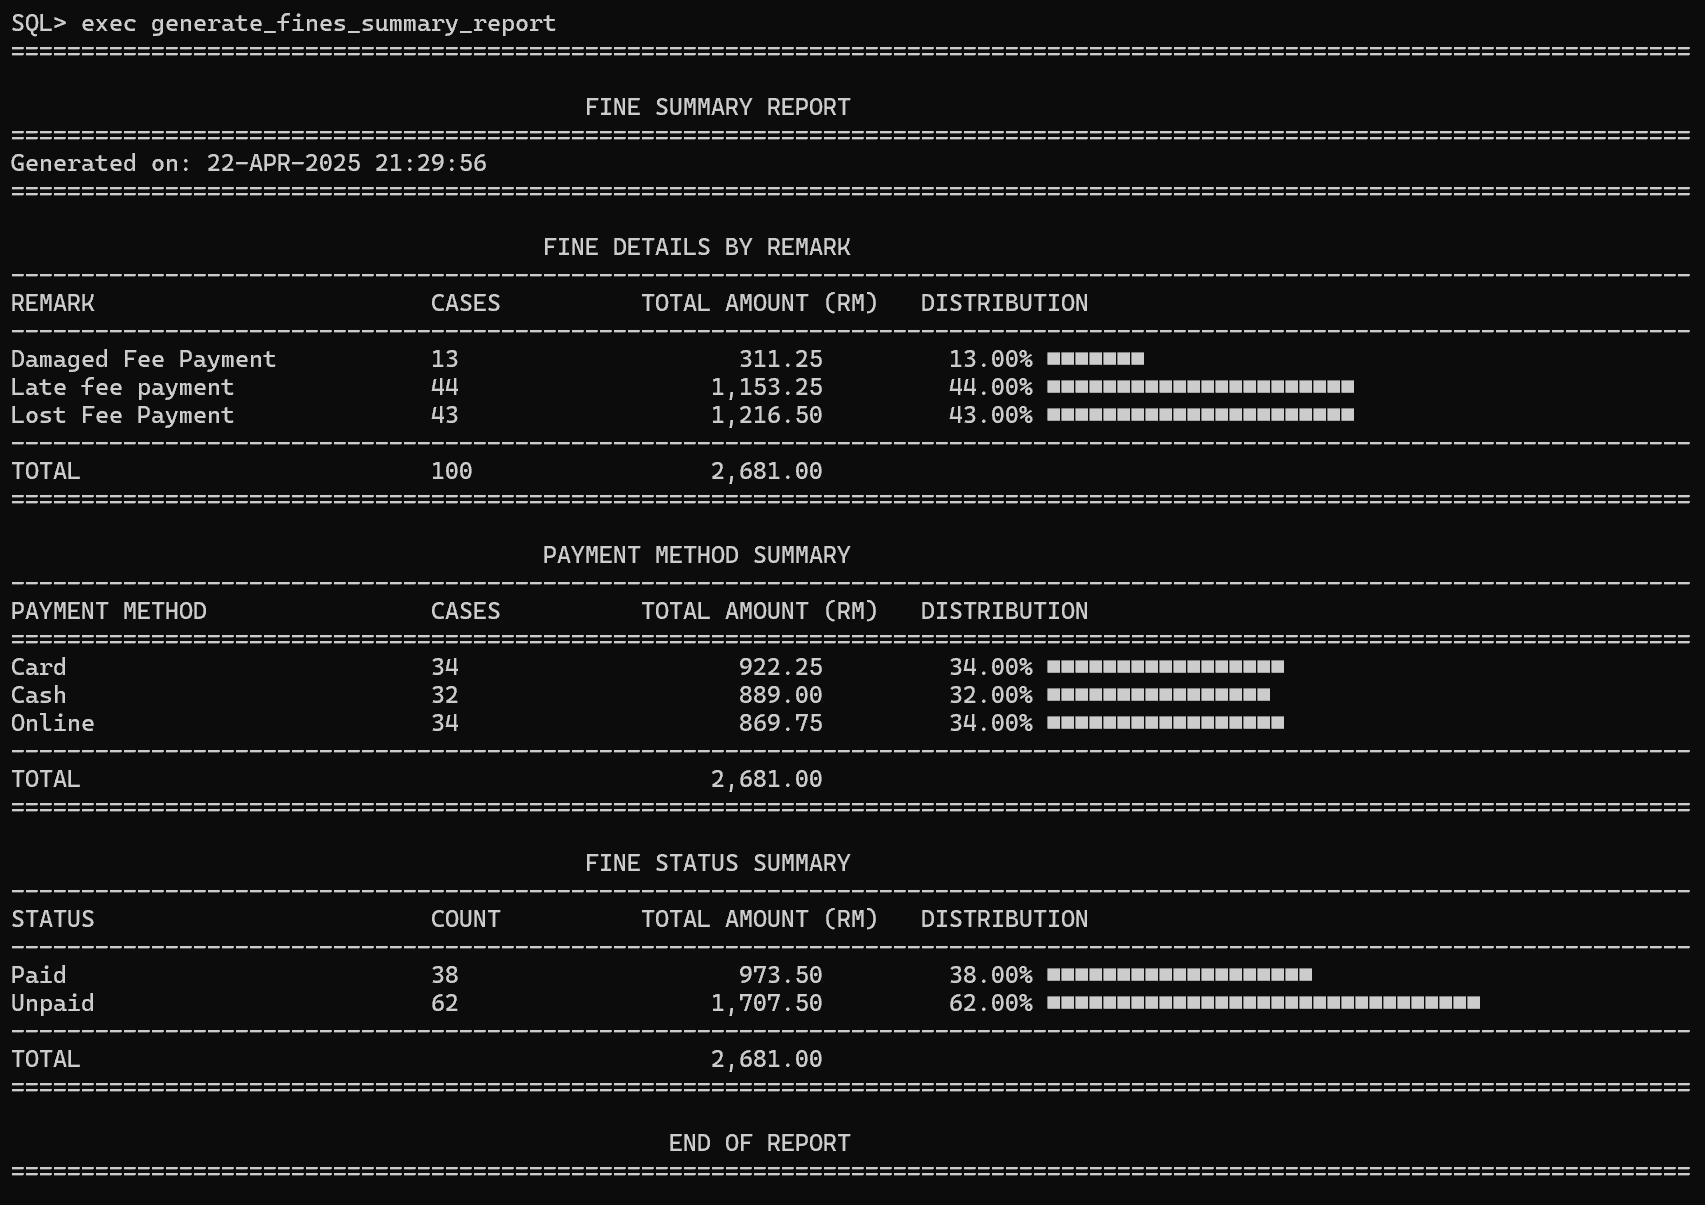 SQL> exec generate_fines_summary_report
FINE SUMMARY REPORT
Generated on: 22-APR-2025 21:29:56
FINE DETAILS BY REMARK
REMARK CASES TOTAL AMOUNT (RM) DISTRIBUTION
Damaged Fee Payment 13 311.25 13.00%
Late fee payment 44 1,153.25 44.00%
Lost Fee Payment 43 1,216.50 43.00%
TOTAL 100 2,681.00
PAYMENT METHOD SUMMARY
PAYMENT METHOD CASES TOTAL AMOUNT (RM) DISTRIBUTION
Card 34 922.25 34.00%
Cash 32 889.00 32.00%
Online 34 869.75 34.00%
TOTAL 2,681.00
FINE STATUS SUMMARY
STATUS COUNT TOTAL AMOUNT (RM) DISTRIBUTION
Paid 38 973.50 38.00%
Unpaid 62 1,707.50 62.00%
TOTAL 2,681.00
END OF REPORT